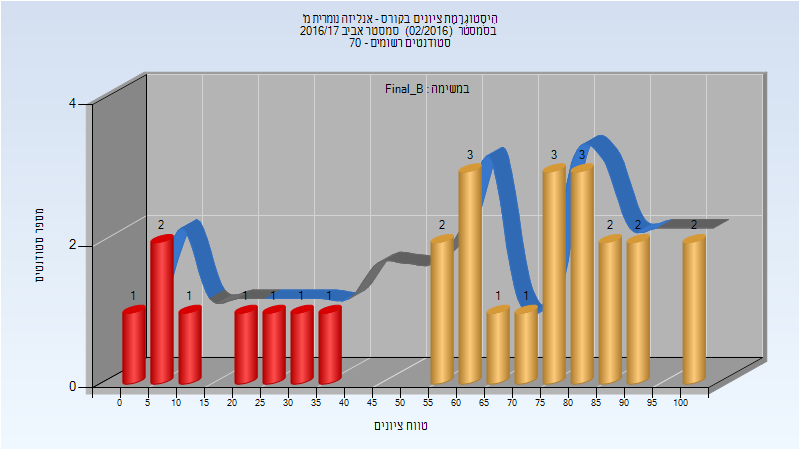 היסטוגרמת ציונים בקורס - אנליזה נומרית מ'
בסמסטר (02/2016) סמסטר אביב 2016/17
סטודנטים רשומים - 70
במשימה : Final_B
מספר סטודנטים
4
2
0
1
2
1
1
1
1
1
2
3
1
1
3
3
2
2
2
0 5 10 15 20 25 30 35 40 45 50 55 60 65 70 75 80 85 90 95 100
טווח ציונים